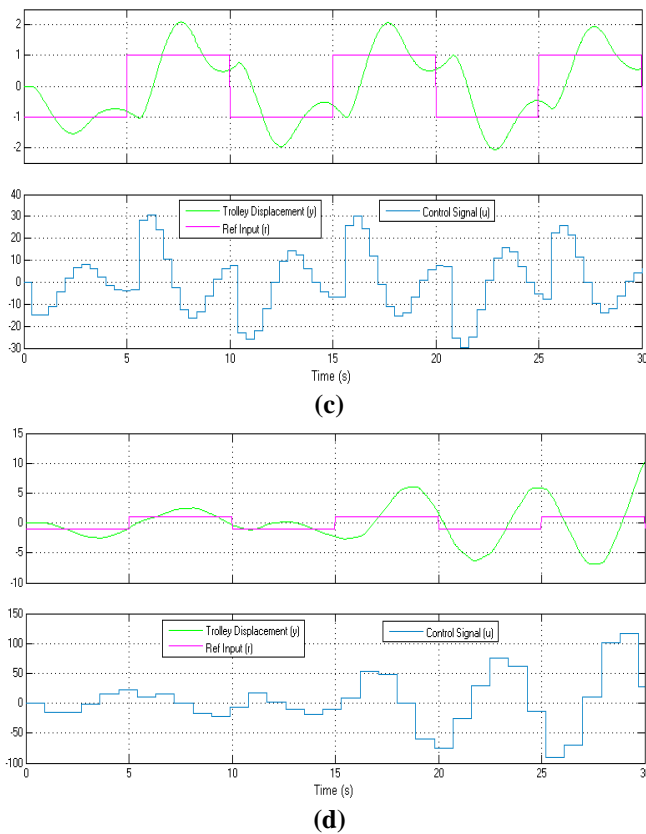 2
1
0
-1
-2
40
30
20
10
0
-10
-20
-30
Trolley Displacement (y)
Ref Input (r)
Control Signal (u)
0 5 10 15 20 25 30
Time (s)
(c)
15
10
5
0
-5
-10
150
100
50
0
-50
-100
Trolley Displacement (y)
Ref Input (r)
Control Signal (u)
0 5 10 15 20 25 30
Time (s)
(d)